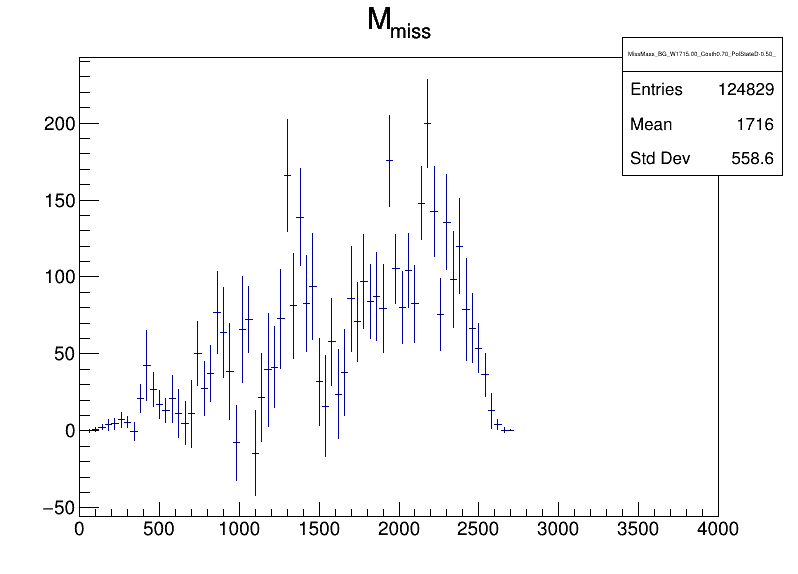 M_miss
MissMass_BG_W1715.00_Costh0.70_PolStateD-0.50_
Entries 124829
Mean 1716
Std Dev 558.6
200
150
100
50
0
−50
0 500 1000 1500 2000 2500 3000 3500 4000